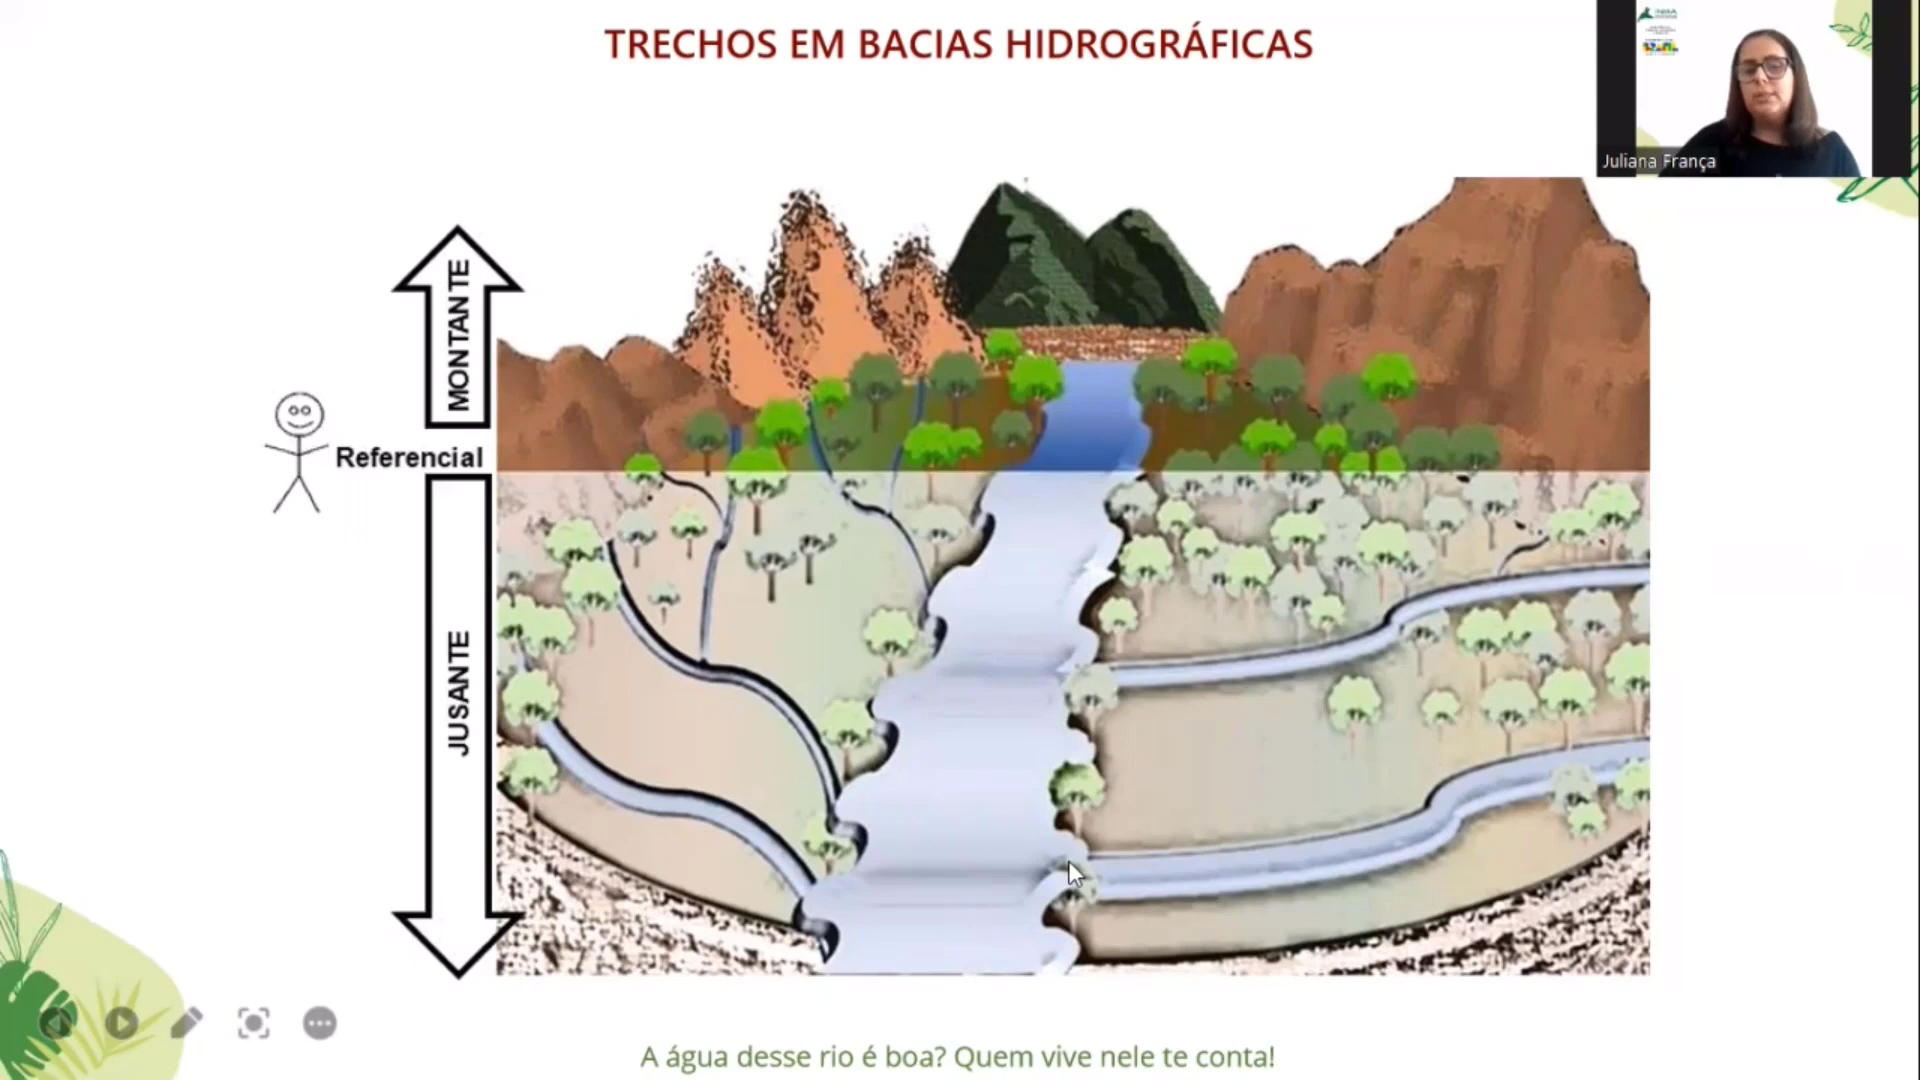 TRECHOS EM BACIAS HIDROGRÁFICAS
Juliana França
MONTANTE
Referencial
JUSANTE
A água desse rio é boa? Quem vive nele te conta!